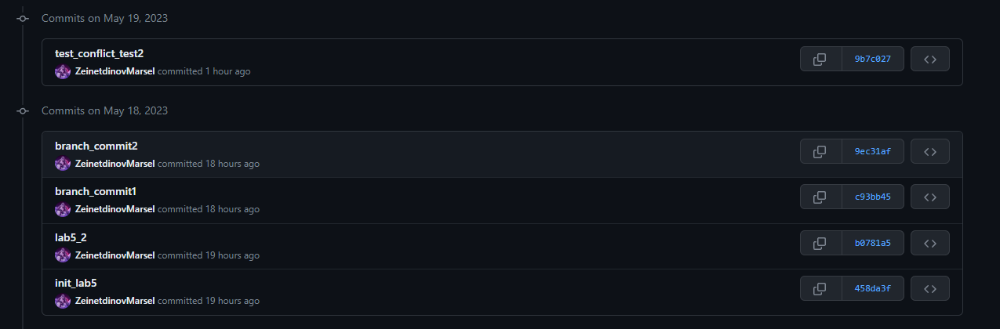 Commits on May 19, 2023
test_conflict_test2
ZeinetdinovMarsel committed 1 hour ago
9b7c027
Commits on May 18, 2023
branch_commit2
ZeinetdinovMarsel committed 18 hours ago
9ec31af
branch_commit1
ZeinetdinovMarsel committed 18 hours ago
c93bb45
lab5_2
ZeinetdinovMarsel committed 19 hours ago
b0781a5
init_lab5
ZeinetdinovMarsel committed 19 hours ago
458da3f